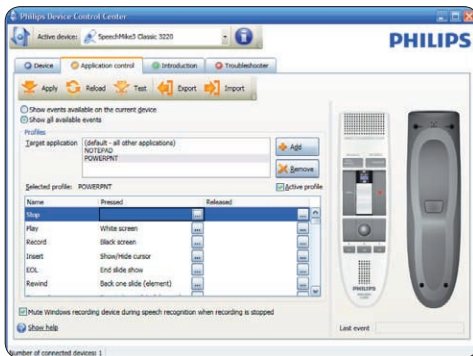 Philips Device Control Center
Active device: SpeechMike3 Classic 3220
PHILIPS
Device Application control Introduction Troubleshooter
Apply Reload Test Export Import
Show events available on the current device
Show all available events
Profiles
Target application
(default - all other applications)
NOTEPAD
POWERPNT
Add
Remove
Selected profile: POWERPNT
Active profile
Name Pressed Released
Stop
Play White screen
Record Black screen
Insert Show/Hide cursor
EOL End slide show
Rewind Back one slide (element)
Mute Windows recording device during speech recognition when recording is stopped
Show help
PHILIPS
Last event
Number of connected devices: 1